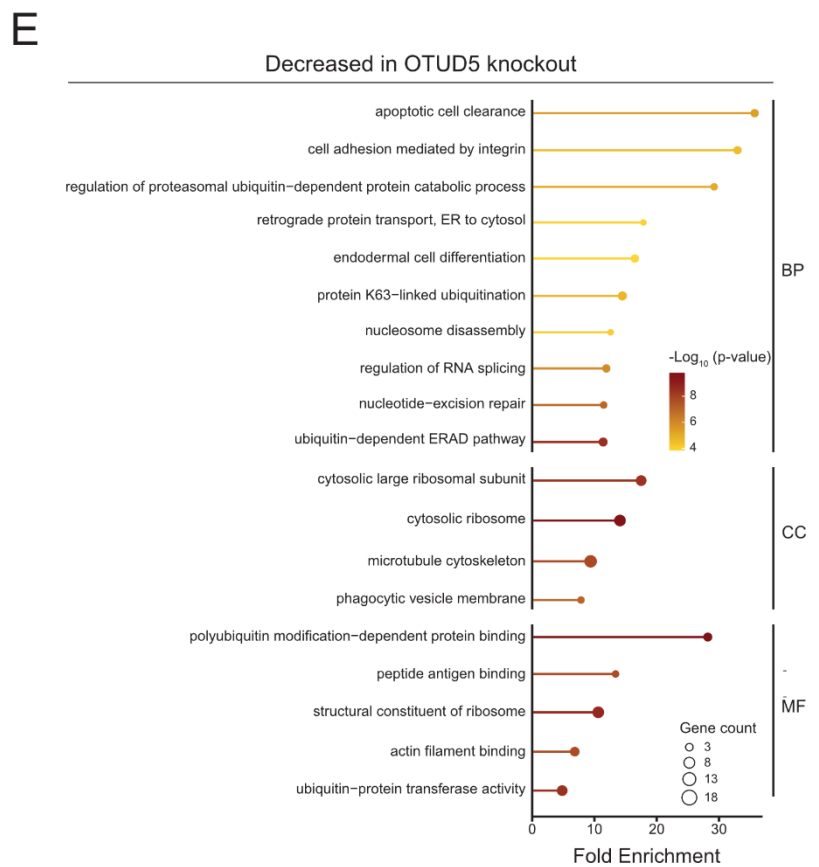 E
Decreased in OTUD5 knockout
apoptotic cell clearance
cell adhesion mediated by integrin
regulation of proteasomal ubiquitin−dependent protein catabolic process
retrograde protein transport, ER to cytosol
endodermal cell differentiation
protein K63−linked ubiquitination
nucleosome disassembly
regulation of RNA splicing
nucleotide−excision repair
ubiquitin−dependent ERAD pathway
BP
-Log10 (p-value)
8
6
4
cytosolic large ribosomal subunit
cytosolic ribosome
microtubule cytoskeleton
phagocytic vesicle membrane
CC
polyubiquitin modification−dependent protein binding
peptide antigen binding
structural constituent of ribosome
actin filament binding
ubiquitin−protein transferase activity
MF
Gene count
3
8
13
18
0 10 20 30
Fold Enrichment